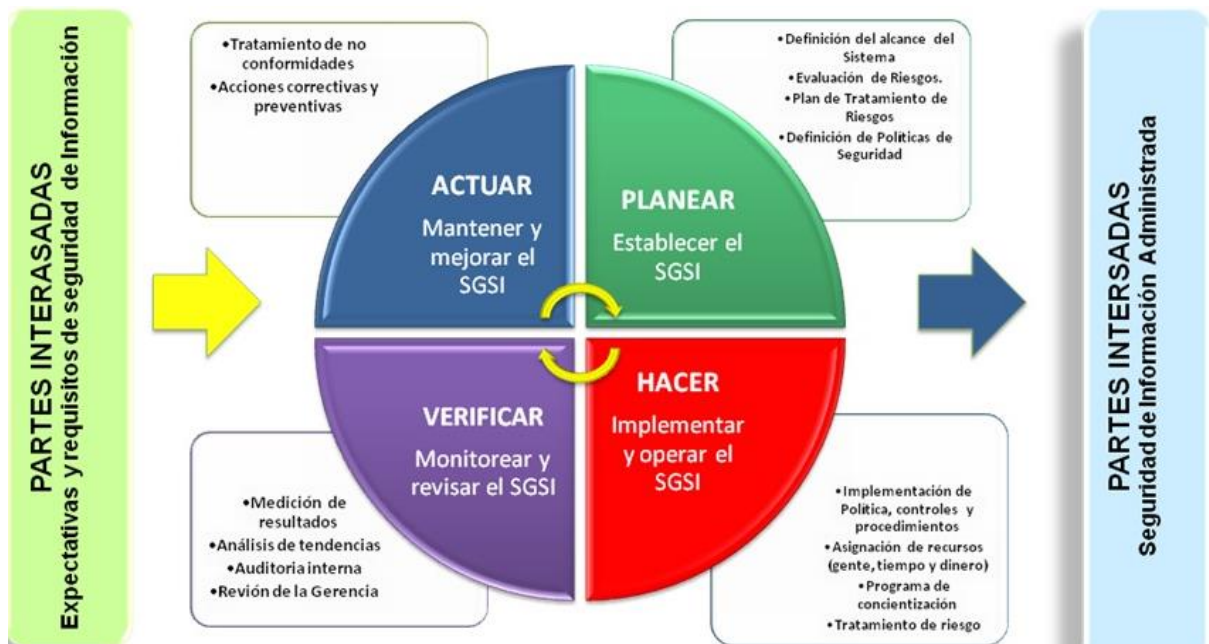 PARTES INTERASADAS
Expectativas y requisitos de seguridad de Información
•Tratamiento de no
conformidades
•Acciones correctivas y
preventivas
•Definición del alcance del
Sistema
•Evaluación de Riesgos.
•Plan de Tratamiento de
Riesgos
•Definición de Políticas de
Seguridad
ACTUAR
Mantener y
mejorar el
SGSI
PLANEAR
Establecer el
SGSI
VERIFICAR
Monitorear y
revisar el SGSI
HACER
Implementar
y operar el
SGSI
•Medición de
resultados
•Análisis de tendencias
•Auditoria interna
•Revión de la Gerencia
•Implementación de
Política, controles y
procedimientos
•Asignación de recursos
(gente, tiempo y dinero)
•Programa de
concientización
•Tratamiento de riesgo
PARTES INTERSADAS
Seguridad de Información Administrada